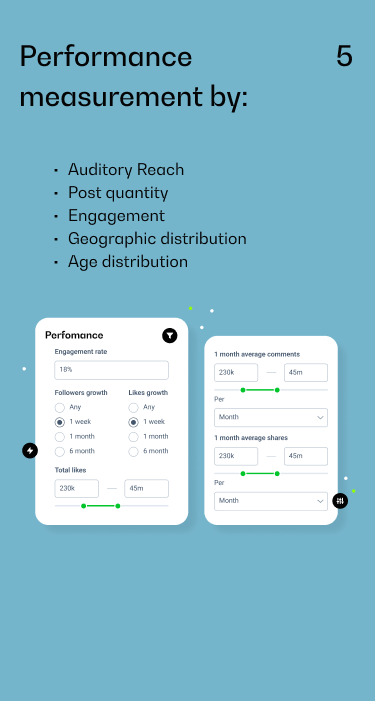 Performance
5
measurement by:
• Auditory Reach
• Post quantity
• Engagement
• Geographic distribution
• Age distribution
Perfomance
Engagement rate
18%
Followers growth
Any
1 week
1 month
6 month
Likes growth
Any
1 week
1 month
6 month
Total likes
230k — 45m
1 month average comments
230k — 45m
Per
Month
1 month average shares
230k — 45m
Per
Month